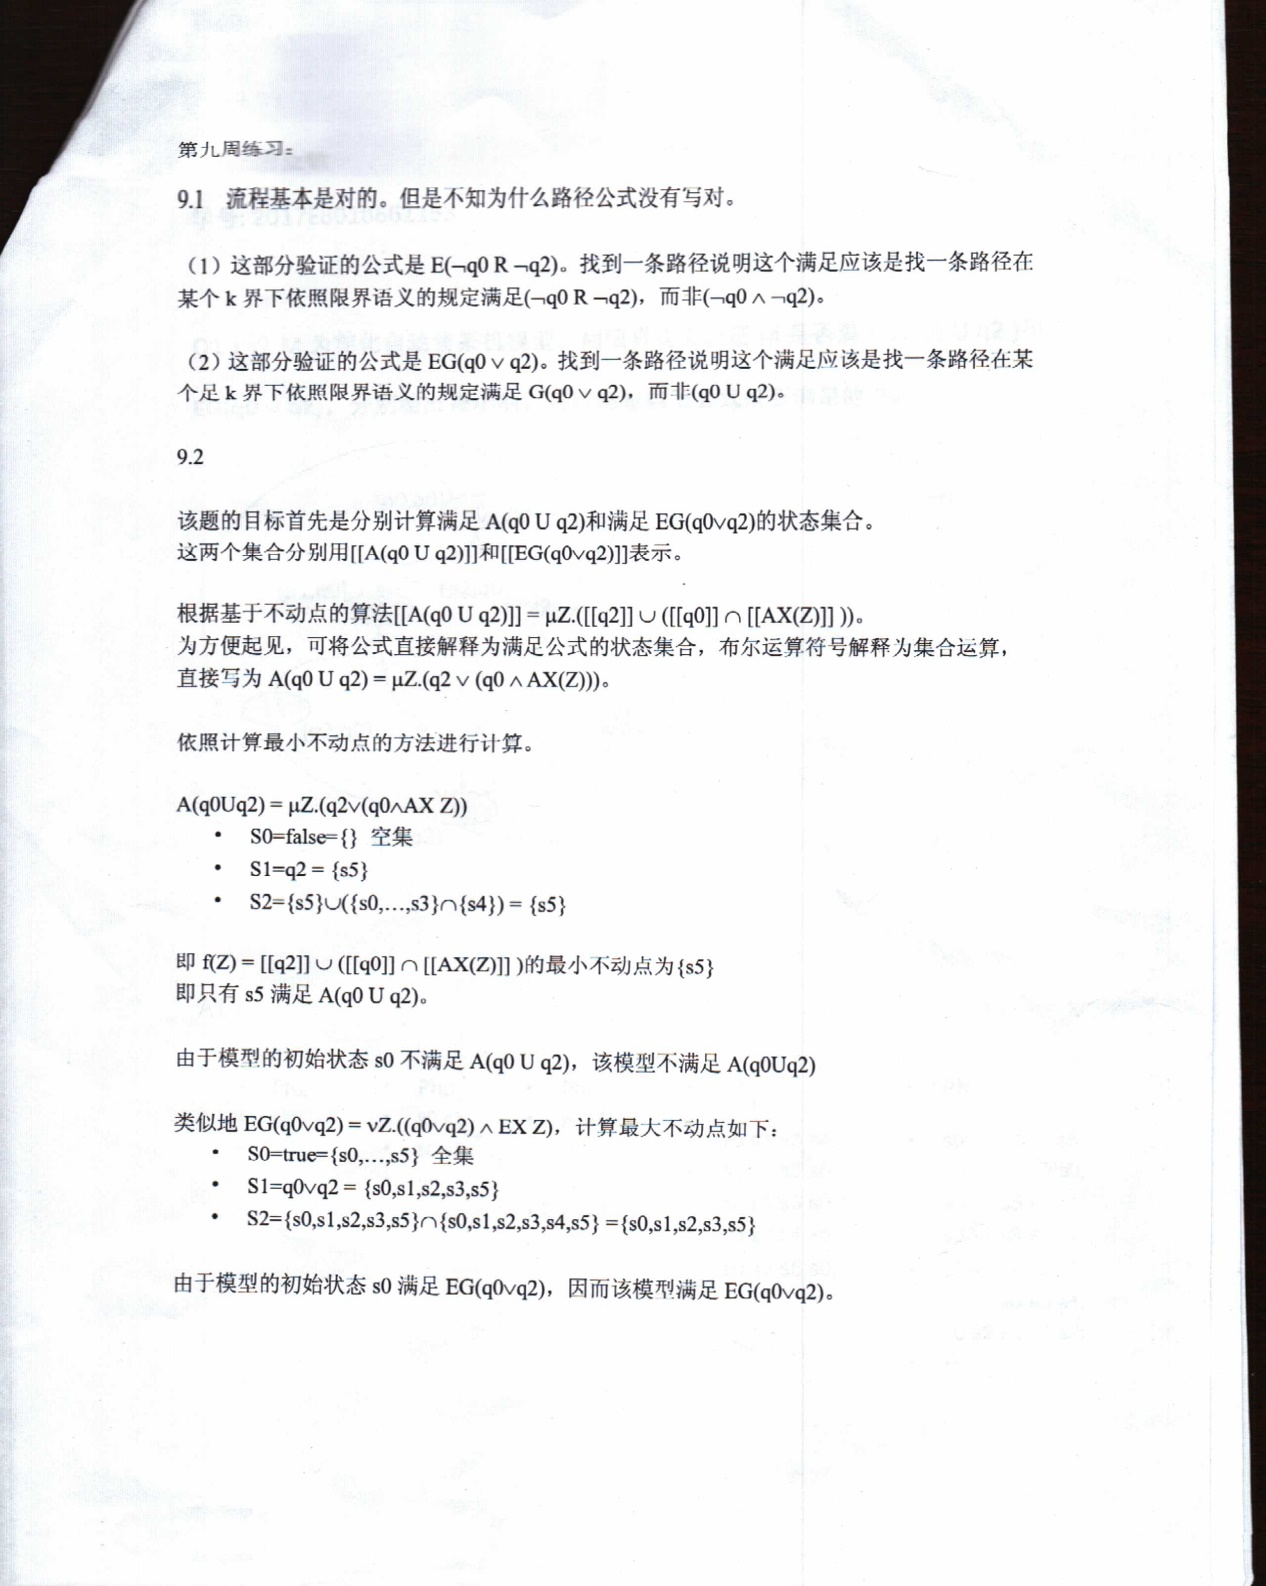 第九周练习:
9.1 流程基本是对的。但是不知为什么路径公式没有写对。
（1）这部分验证的公式是 E(¬q0 R ¬q2)。找到一条路径说明这个满足应该是找一条路径在
某个 k 界下依照限界语义的规定满足(¬q0 R ¬q2)，而非(¬q0 ∧ ¬q2)。
（2）这部分验证的公式是 EG(q0 ∨ q2)。找到一条路径说明这个满足应该是找一条路径在某
个足 k 界下依照限界语义的规定满足 G(q0 ∨ q2)，而非(q0 U q2)。
9.2
该题的目标首先是分别计算满足 A(q0 U q2)和满足 EG(q0∨q2)的状态集合。
这两个集合分别用[[A(q0 U q2)]]和[[EG(q0∨q2)]]表示。
根据基于不动点的算法[[A(q0 U q2)]] = μZ.([[q2]] ∪ ([[q0]] ∩ [[AX(Z)]] ))。
为方便起见，可将公式直接解释为满足公式的状态集合，布尔运算符号解释为集合运算，
直接写为 A(q0 U q2) = μZ.(q2 ∨ (q0 ∧ AX(Z)))。
依照计算最小不动点的方法进行计算。
A(q0Uq2) = μZ.(q2∨(q0∧AX Z))
• S0=false={} 空集
• S1=q2 = {s5}
• S2={s5}∪({s0,…,s3}∩{s4}) = {s5}
即 f(Z) = [[q2]] ∪ ([[q0]] ∩ [[AX(Z)]] )的最小不动点为{s5}
即只有 s5 满足 A(q0 U q2)。
由于模型的初始状态 s0 不满足 A(q0 U q2)，该模型不满足 A(q0Uq2)
类似地 EG(q0∨q2) = νZ.((q0∨q2) ∧ EX Z)，计算最大不动点如下：
• S0=true={s0,…,s5} 全集
• S1=q0∨q2 = {s0,s1,s2,s3,s5}
• S2={s0,s1,s2,s3,s5}∩{s0,s1,s2,s3,s4,s5} ={s0,s1,s2,s3,s5}
由于模型的初始状态 s0 满足 EG(q0∨q2)，因而该模型满足 EG(q0∨q2)。